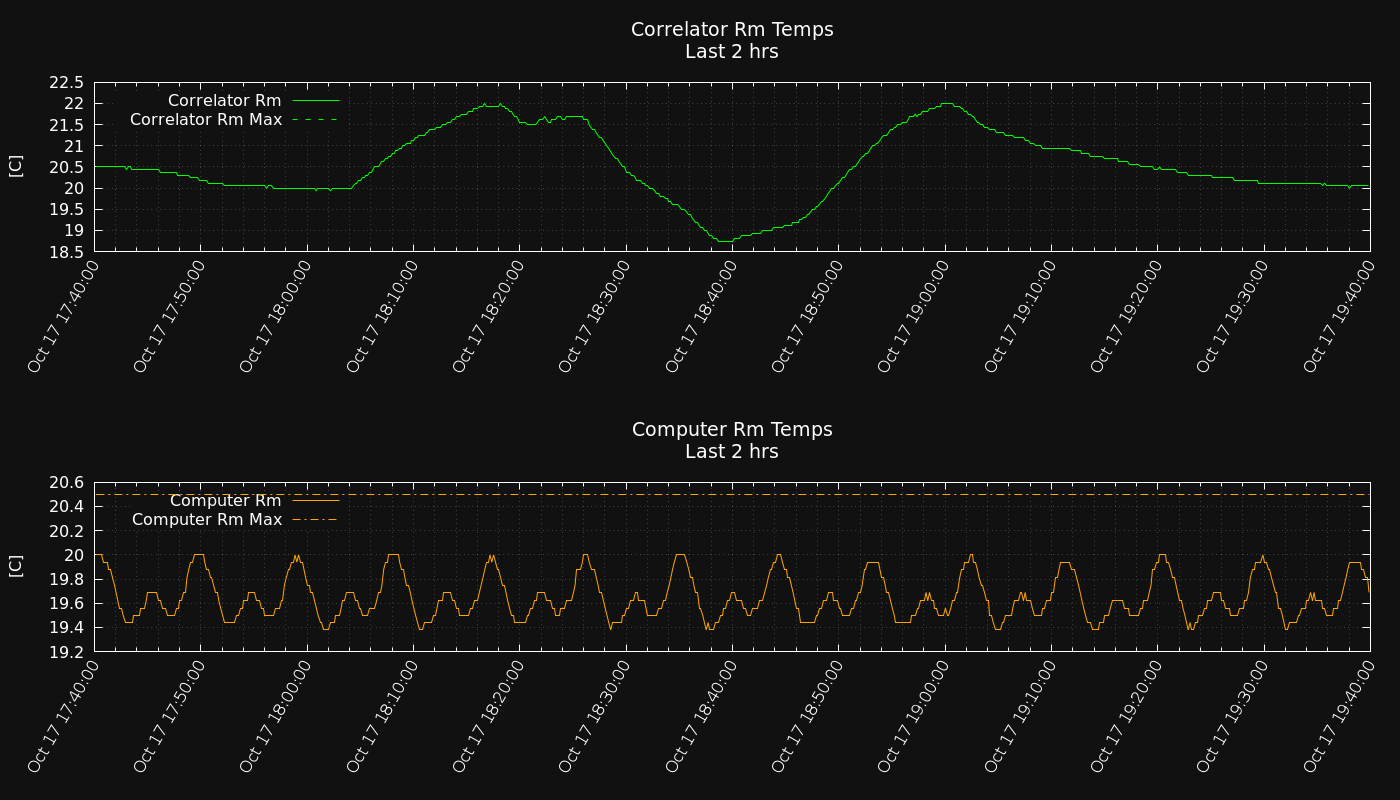 Correlator Rm Temps
Last 2 hrs
[C]
22.5
22
21.5
21
20.5
20
19.5
19
18.5
Correlator Rm
Correlator Rm Max
Oct 17 17:40:00
Oct 17 17:50:00
Oct 17 18:00:00
Oct 17 18:10:00
Oct 17 18:20:00
Oct 17 18:30:00
Oct 17 18:40:00
Oct 17 18:50:00
Oct 17 19:00:00
Oct 17 19:10:00
Oct 17 19:20:00
Oct 17 19:30:00
Oct 17 19:40:00
Computer Rm Temps
Last 2 hrs
[C]
20.6
20.4
20.2
20
19.8
19.6
19.4
19.2
Computer Rm
Computer Rm Max
Oct 17 17:40:00
Oct 17 17:50:00
Oct 17 18:00:00
Oct 17 18:10:00
Oct 17 18:20:00
Oct 17 18:30:00
Oct 17 18:40:00
Oct 17 18:50:00
Oct 17 19:00:00
Oct 17 19:10:00
Oct 17 19:20:00
Oct 17 19:30:00
Oct 17 19:40:00